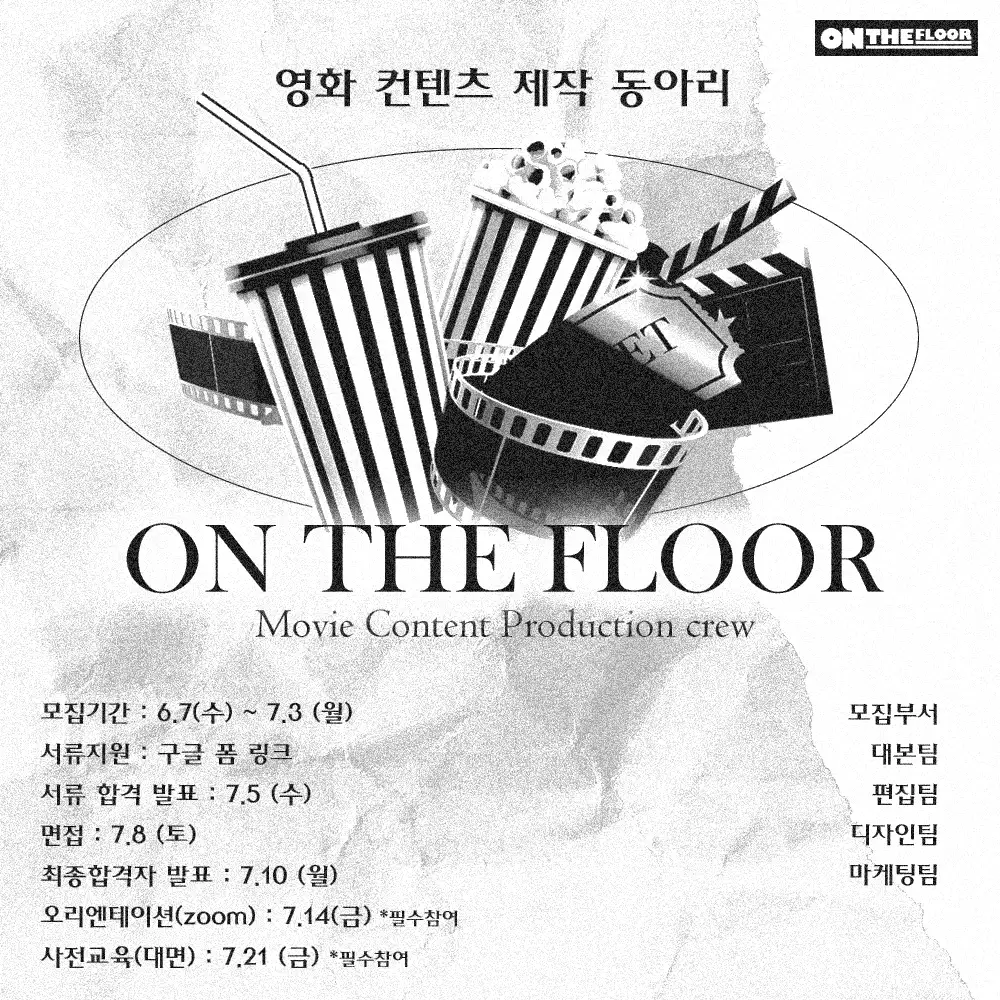 ON THE FLOOR
영화 컨텐츠 제작 동아리
ET
ON THE FLOOR
Movie Content Production crew
모집기간 : 6.7(수) ~ 7.3 (월)
서류지원 : 구글 폼 링크
서류 합격 발표 : 7.5 (수)
면접 : 7.8 (토)
최종합격자 발표 : 7.10 (월)
오리엔테이션(zoom) : 7.14(금) *필수참여
사전교육(대면) : 7.21 (금) *필수참여
모집부서
대본팀
편집팀
디자인팀
마케팅팀